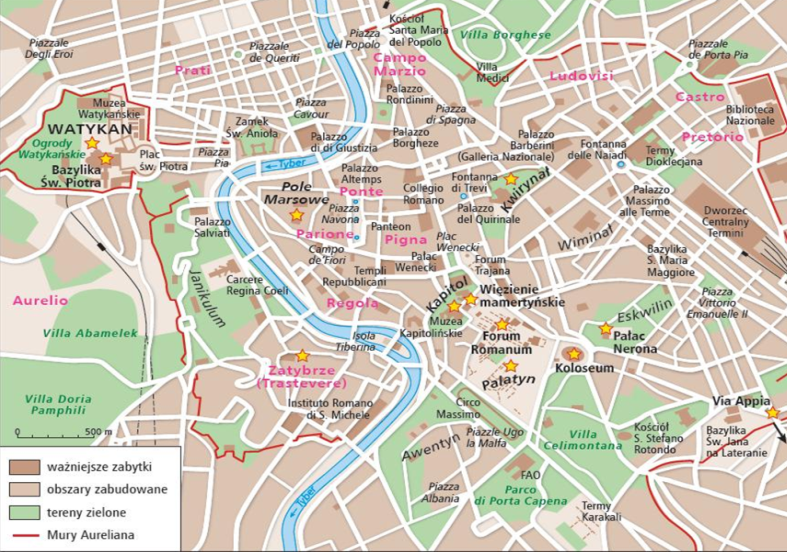 Piazzale
Degli Eroi
Prati
Piazzale
de Queriti
Piazza
del Popolo
Kościół
Santa Maria
del Popolo
Campo
Marzio
Villa Borghese
Villa
Medici
Ludovisi
Piazzale
de Porta Pia
Castro
Pretorio
Biblioteca
Nazionale
Muzea
Watykańskie
WATYKAN
Ogrody
Watykańskie
Bazylika
Św. Piotra
Plac
Św. Piotra
Zamek
Św. Anioła
Piazza
Pia
Piazza
Cavour
Palazzo
di di Giustizia
Palazzo
Rondinini
Palazzo
Borgheze
Piazza
di Spagna
Palazzo
Barberini
(Galleria Nazionale)
Fontanna
delle Naiadi
Termy
Dioklecjana
Tyber
Palazzo
Altemps
Ponte
Pole
Marsowe
Piazza
Navona
Parione
Collegio
Romano
Fontanna
di Trevi
Kwirynał
Palazzo
del Quirinale
Palazzo
Massimo
alle Terme
Dworzec
Centralny
Termini
Palazzo
Salviati
Panteon
Pigna
Campo
de'Fiori
Plac
Wenecki
Pałac
Wenecki
Forum
Trajana
Wiminał
Bazylika
S. Maria
Maggiore
Janikulum
Carcere
Regina Coeli
Templi
Repubblicani
Regola
Kapitol
Więzienie
mamertyńskie
Eskwilin
Piazza
Vittorio
Emanuelle II
Aurelio
Villa Abamelek
Isola
Tiberina
Muzea
Kapitolińskie
Forum
Romanum
Pałac
Nerona
Koloseum
Palatyn
Zatybrze
(Trastevere)
Villa Doria
Pamphili
Instituto Romano
di S. Michele
Circo
Massimo
Via Appia
Awentyn
Piazzle Ugo
la Malfa
Villa
Celimontana
Kościół
S. Stefano
Rotondo
Bazylika
Św. Jana
na Lateranie
FAO
Piazza
Albania
Parco
di Porta Capena
Termy
Karakali
Tyber
0 500 m
ważniejsze zabytki
obszary zabudowane
tereny zielone
Mury Aureliana